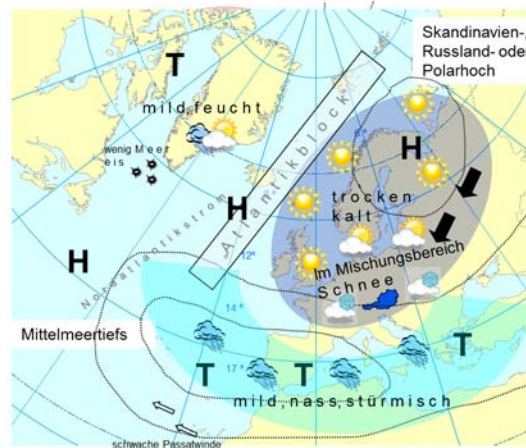 Skandinavien-,
Russland- ode
Polarhoch
T
mild, feucht
wenig Meer
eis
Atlantikblock
H
H
H
Nordatlantikstrom
trocken
kalt
Im Mischungsbereich
Schnee
12°
14°
17°
Mittelmeertiefs
T
T
T
mild, nass, stürmisch
schwache Passatwinde